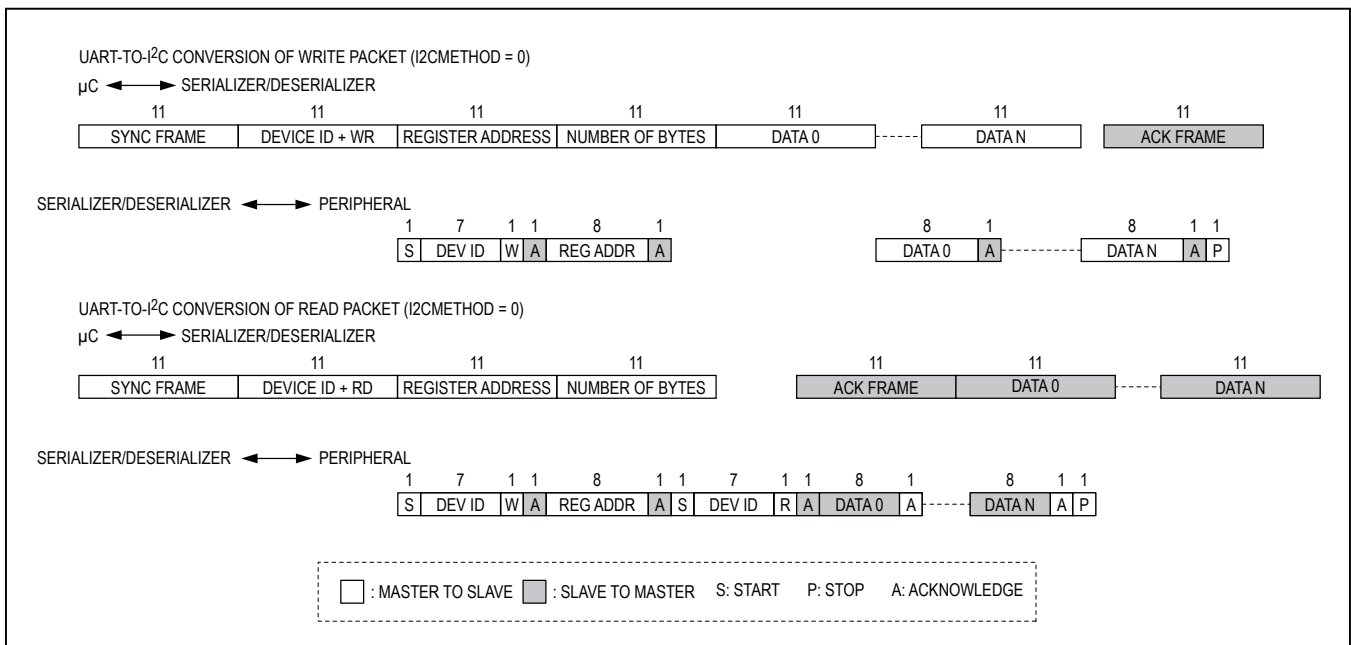 UART-TO-I2C CONVERSION OF WRITE PACKET (I2CMETHOD = 0)
µC SERIALIZER/DESERIALIZER
11 11 11 11 11 11 11
SYNC FRAME DEVICE ID + WR REGISTER ADDRESS NUMBER OF BYTES DATA 0 DATA N ACK FRAME
SERIALIZER/DESERIALIZER PERIPHERAL
1 7 1 1 8 1 8 1 8 1 1
S DEV ID W A REG ADDR A DATA 0 A DATA N A P
UART-TO-I2C CONVERSION OF READ PACKET (I2CMETHOD = 0)
µC SERIALIZER/DESERIALIZER
11 11 11 11 11 11 11
SYNC FRAME DEVICE ID + RD REGISTER ADDRESS NUMBER OF BYTES ACK FRAME DATA 0 DATA N
SERIALIZER/DESERIALIZER PERIPHERAL
1 7 1 1 8 1 1 7 1 1 8 1 8 1 1
S DEV ID W A REG ADDR A S DEV ID R A DATA 0 A DATA N A P
: MASTER TO SLAVE : SLAVE TO MASTER S: START P: STOP A: ACKNOWLEDGE